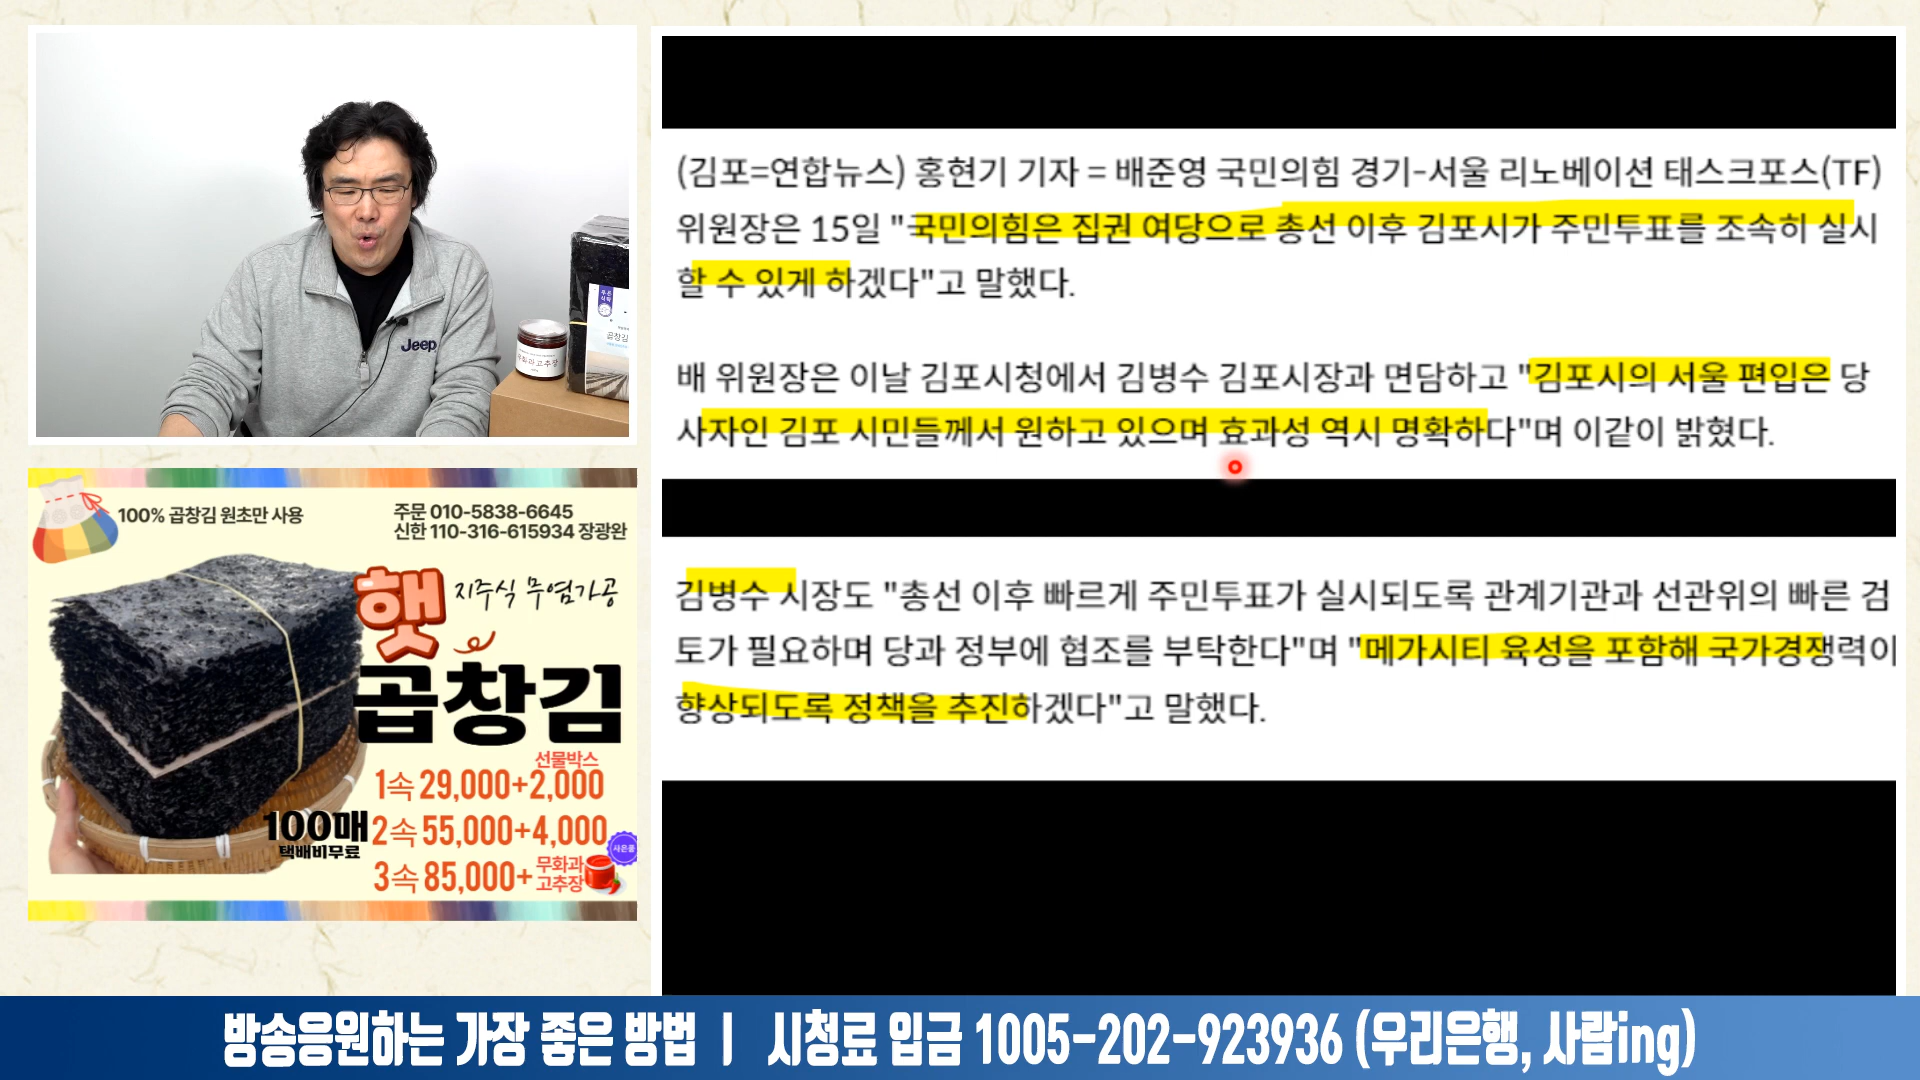 (김포=연합뉴스) 홍현기 기자 = 배준영 국민의힘 경기-서울 리노베이션 태스크포스(TF)
위원장은 15일 "국민의힘은 집권 여당으로 총선 이후 김포시가 주민투표를 조속히 실시
할 수 있게 하겠다"고 말했다.
배 위원장은 이날 김포시청에서 김병수 김포시장과 면담하고 "김포시의 서울 편입은 당
사자인 김포 시민들께서 원하고 있으며 효과성 역시 명확하다"며 이같이 밝혔다.
김병수 시장도 "총선 이후 빠르게 주민투표가 실시되도록 관계기관과 선관위의 빠른 검
토가 필요하며 당과 정부에 협조를 부탁한다"며 "메가시티 육성을 포함해 국가경쟁력이
향상되도록 정책을 추진하겠다"고 말했다.
Jeep
무화과고추장
곱창김
100% 곱창김 원초만 사용
주문 010-5838-6645
신한 110-316-615934 장광완
햇
지주식 무염가공
곱창김
선물박스
1속 29,000+2,000
100매
택배비무료
2속 55,000+4,000
사은품
3속 85,000+
무화과
고추장
방송응원하는 가장 좋은 방법 | 시청료 입금 1005-202-923936 (우리은행, 사람ing)